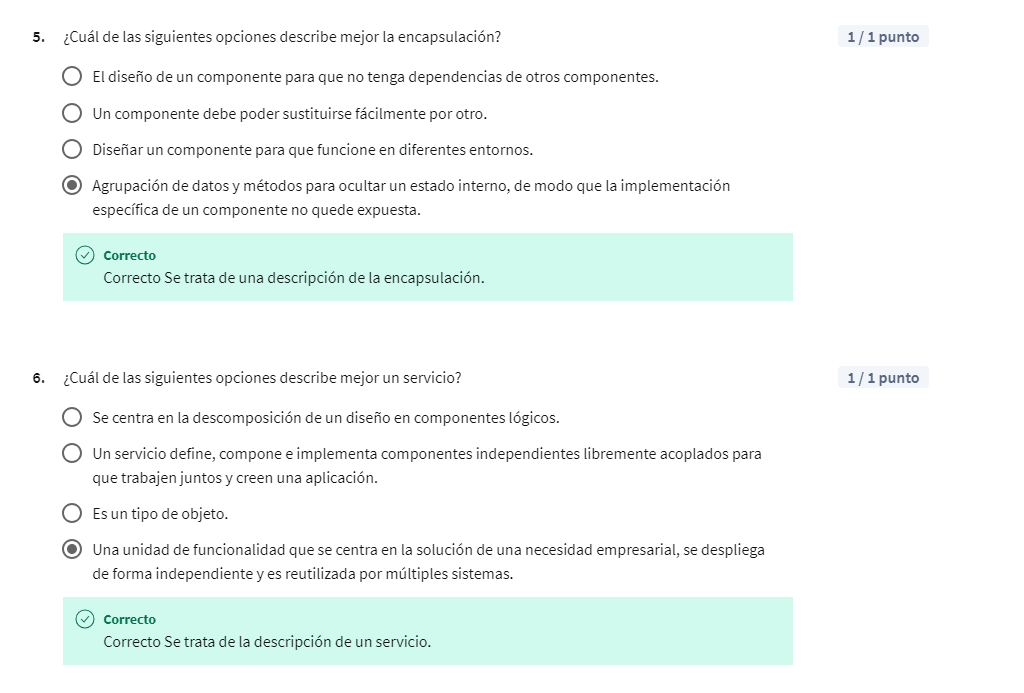 5. ¿Cuál de las siguientes opciones describe mejor la encapsulación? 1 / 1 punto
El diseño de un componente para que no tenga dependencias de otros componentes.
Un componente debe poder sustituirse fácilmente por otro.
Diseñar un componente para que funcione en diferentes entornos.
Agrupación de datos y métodos para ocultar un estado interno, de modo que la implementación
específica de un componente no quede expuesta.
Correcto
Correcto Se trata de una descripción de la encapsulación.
6. ¿Cuál de las siguientes opciones describe mejor un servicio? 1 / 1 punto
Se centra en la descomposición de un diseño en componentes lógicos.
Un servicio define, compone e implementa componentes independientes libremente acoplados para
que trabajen juntos y creen una aplicación.
Es un tipo de objeto.
Una unidad de funcionalidad que se centra en la solución de una necesidad empresarial, se despliega
de forma independiente y es reutilizada por múltiples sistemas.
Correcto
Correcto Se trata de la descripción de un servicio.